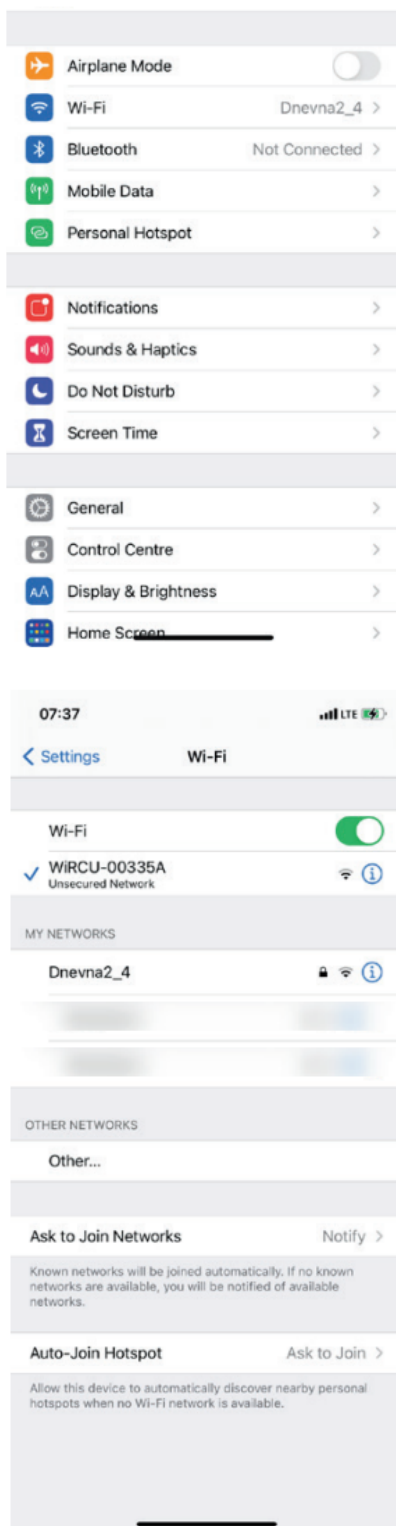 Airplane Mode
Wi-Fi Dnevna2_4
Bluetooth Not Connected
Mobile Data
Personal Hotspot
Notifications
Sounds & Haptics
Do Not Disturb
Screen Time
General
Control Centre
AA Display & Brightness
Home Screen
07:37 LTE
Settings Wi-Fi
Wi-Fi
WiRCU-00335A
Unsecured Network
MY NETWORKS
Dnevna2_4
OTHER NETWORKS
Other...
Ask to Join Networks Notify
Known networks will be joined automatically. If no known
networks are available, you will be notified of available
networks.
Auto-Join Hotspot Ask to Join
Allow this device to automatically discover nearby personal
hotspots when no Wi-Fi network is available.